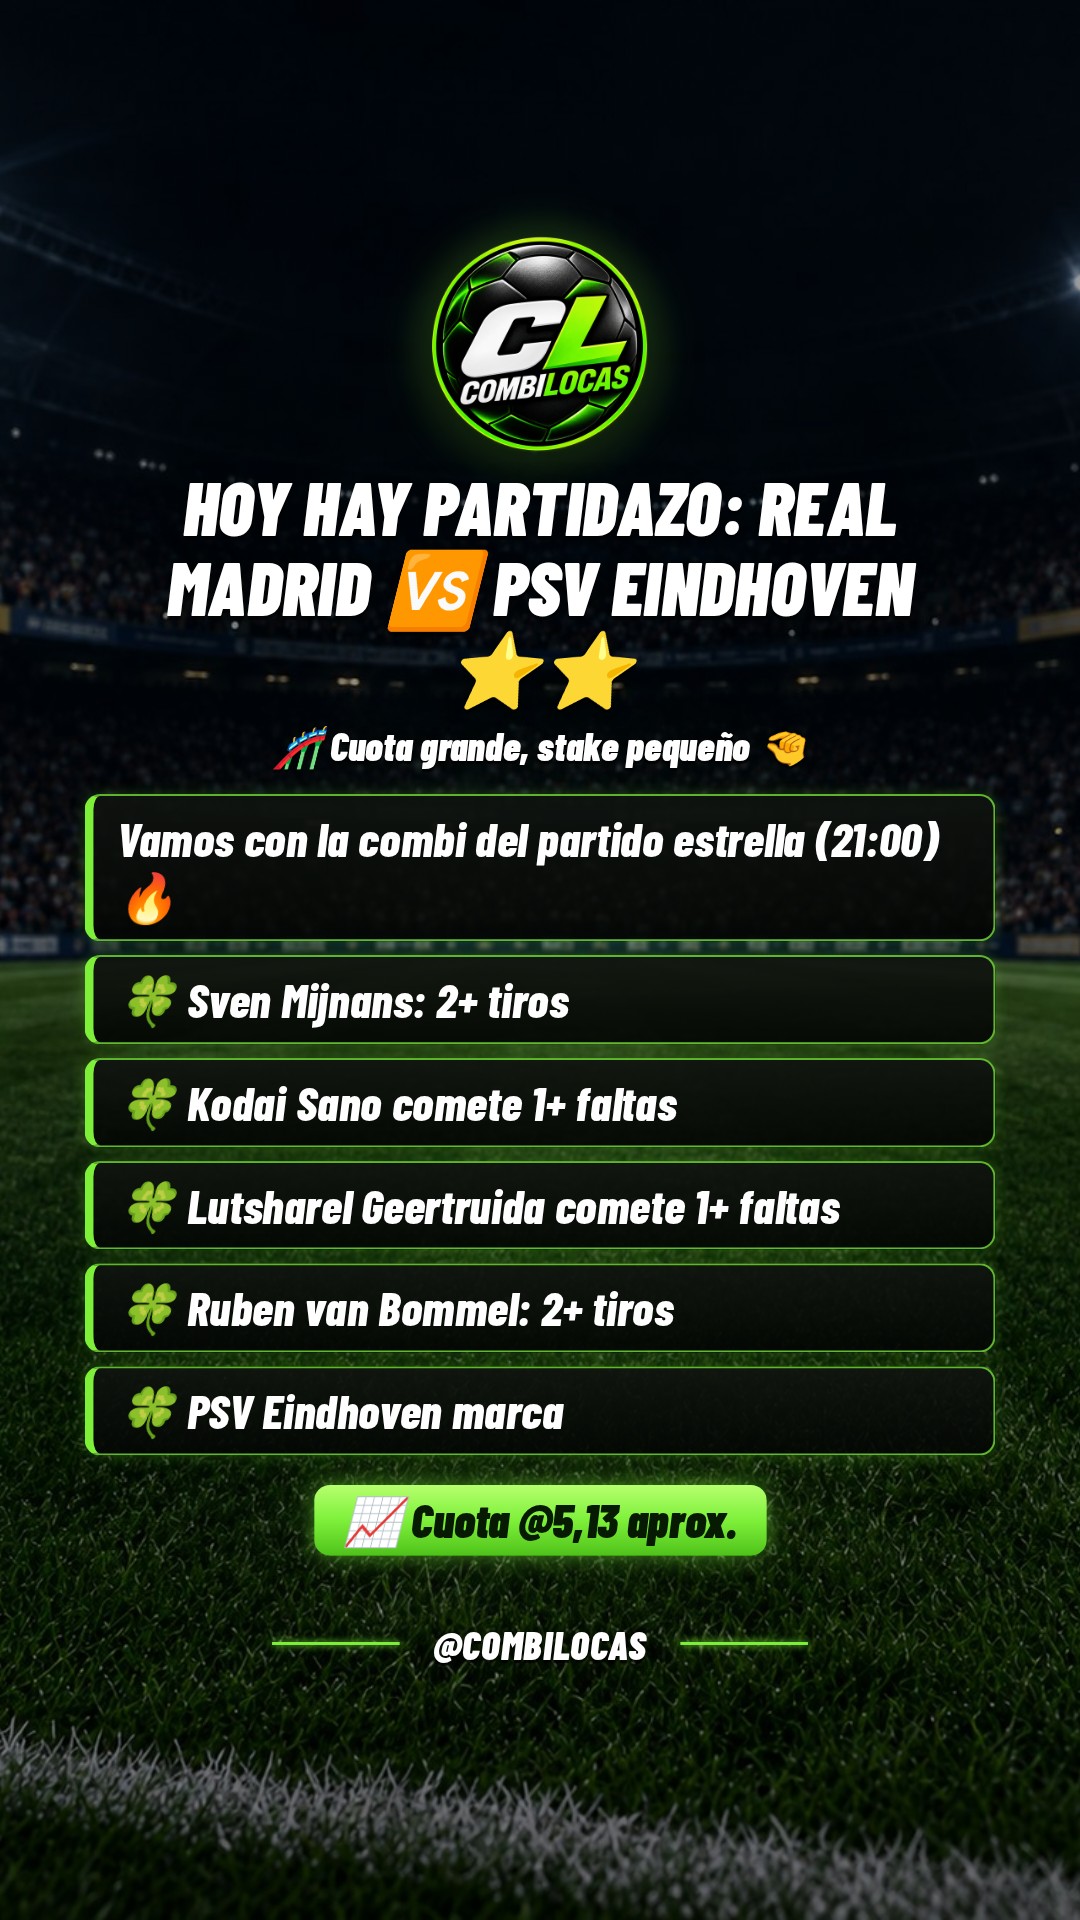 CL
COMBILOCAS
HOY HAY PARTIDAZO: REAL
MADRID 🆚 PSV EINDHOVEN
⭐⭐
🎢Cuota grande, stake pequeño 🤏
Vamos con la combi del partido estrella (21:00)
🔥
🍀 Sven Mijnans: 2+ tiros
🍀 Kodai Sano comete 1+ faltas
🍀 Lutsharel Geertruida comete 1+ faltas
🍀 Ruben van Bommel: 2+ tiros
🍀 PSV Eindhoven marca
📈 Cuota @5,13 aprox.
@COMBILOCAS